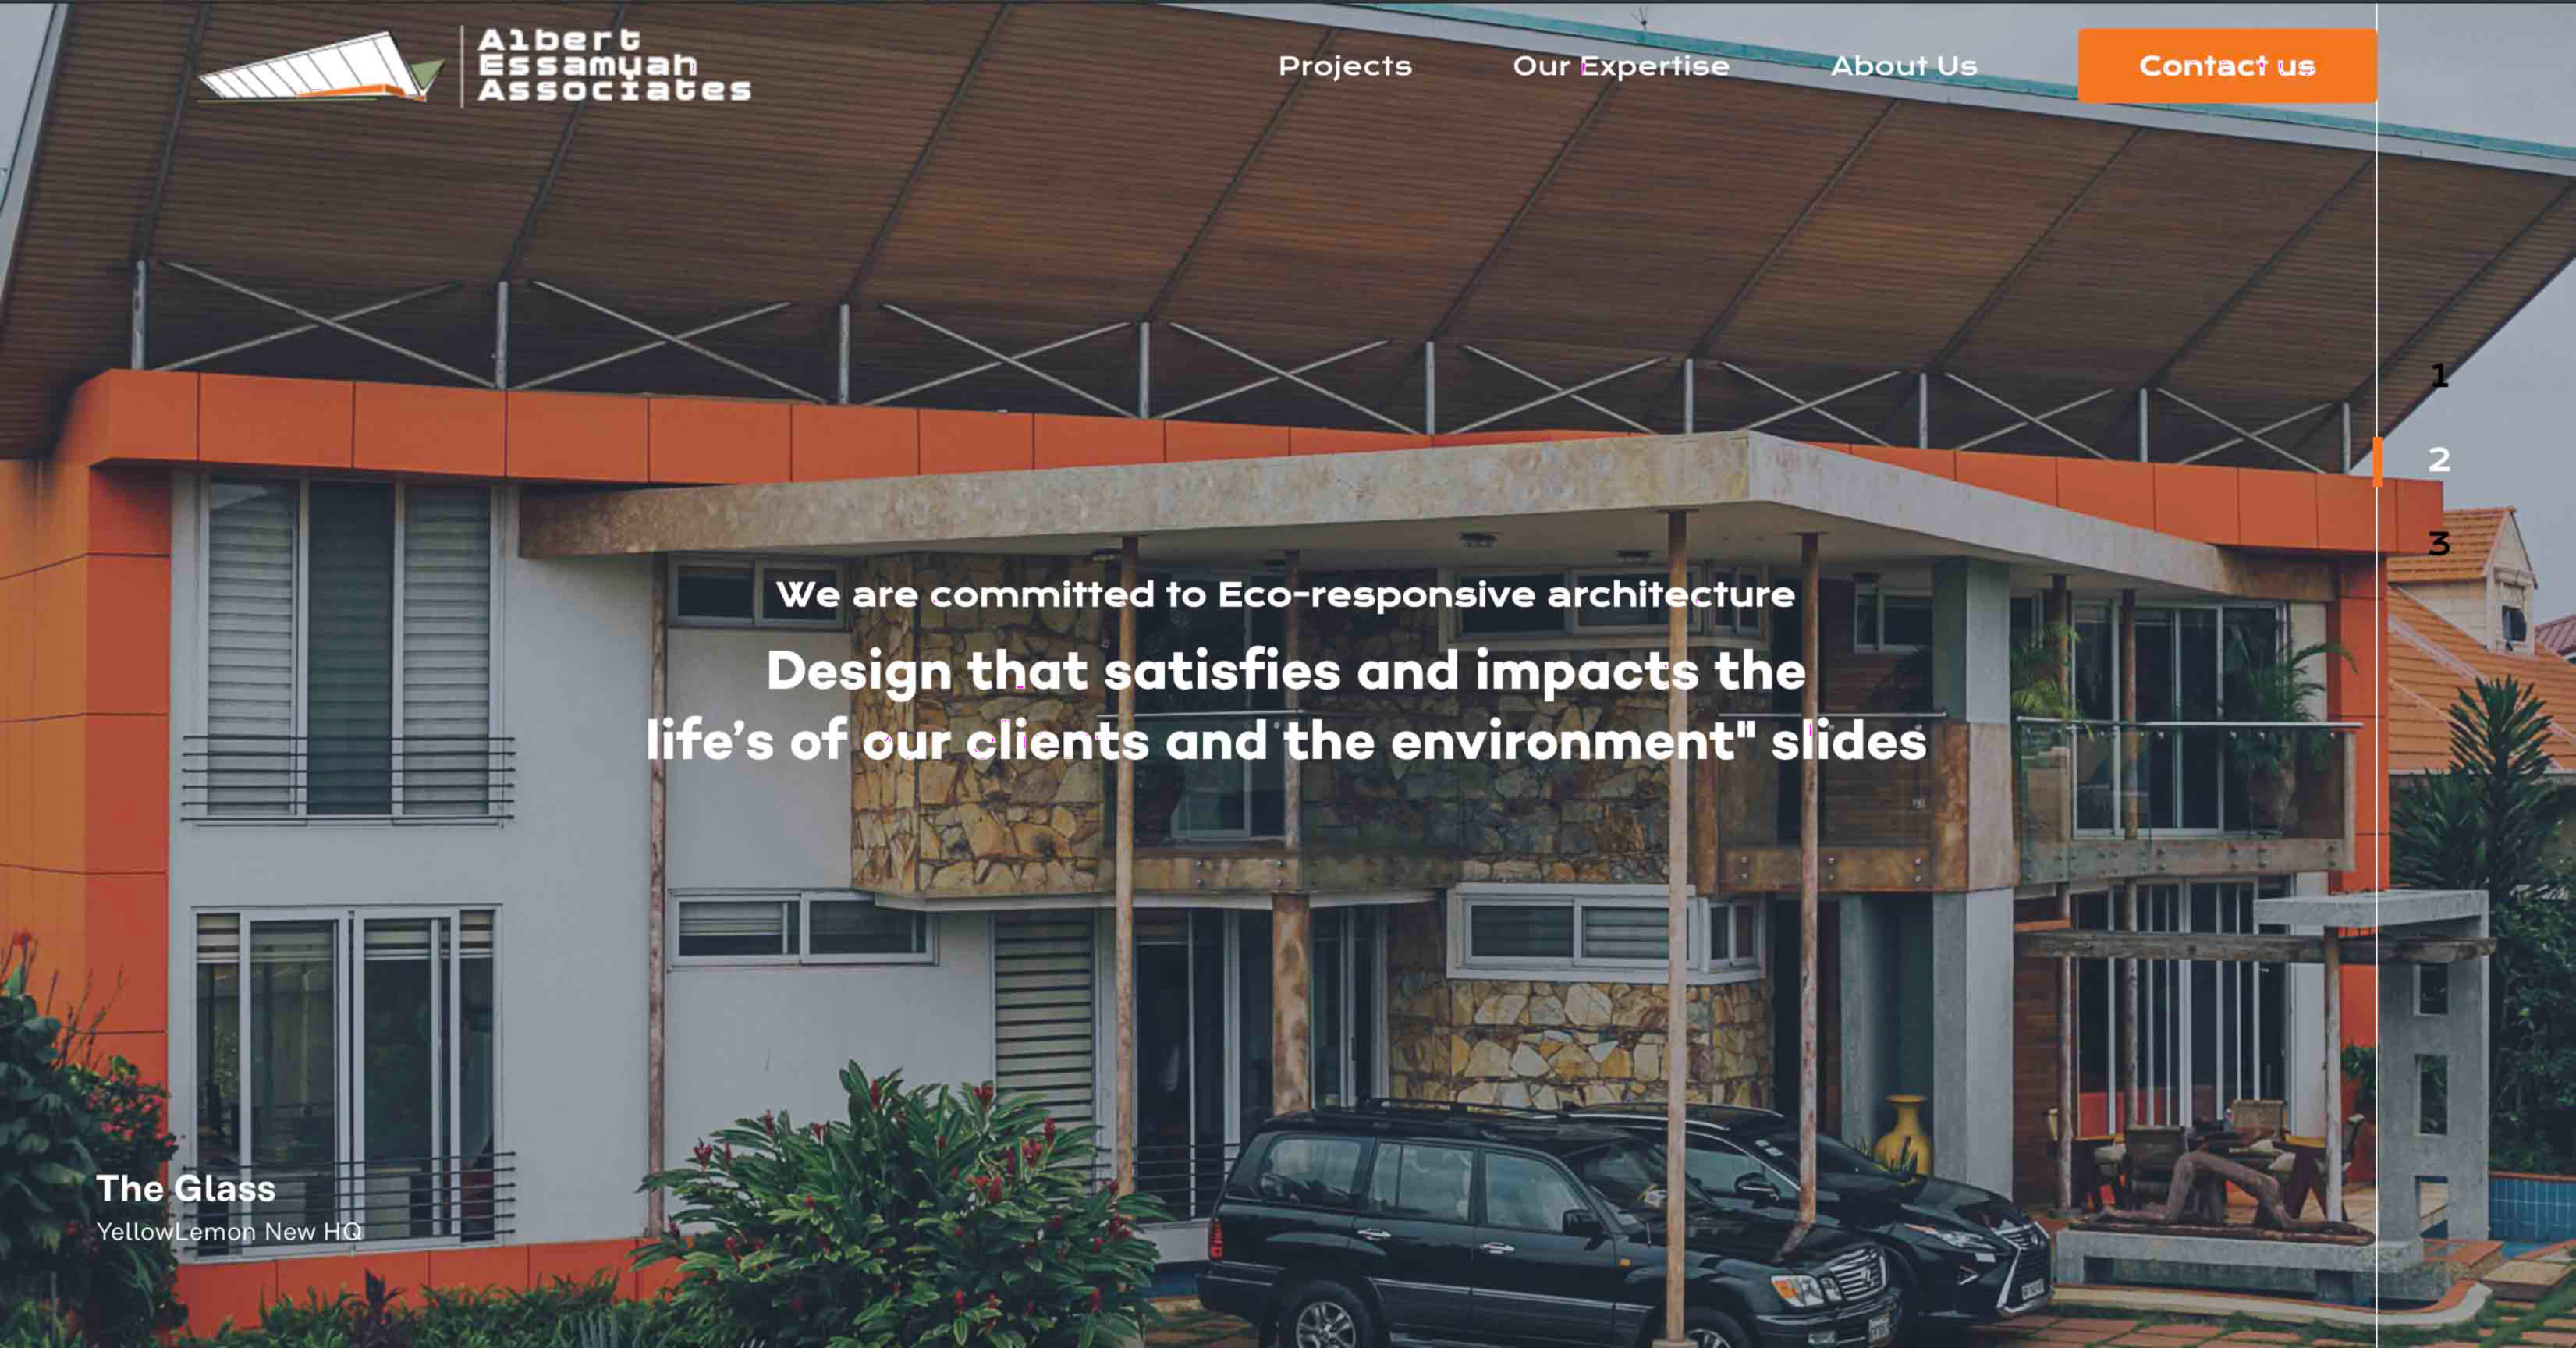 Albert
Essamuah
Associates
Projects
Our Expertise
About Us
Contact us
1
2
3
We are committed to Eco-responsive architecture
Design that satisfies and impacts the
life’s of our clients and the environment" slides
The Glass
YellowLemon New HQ